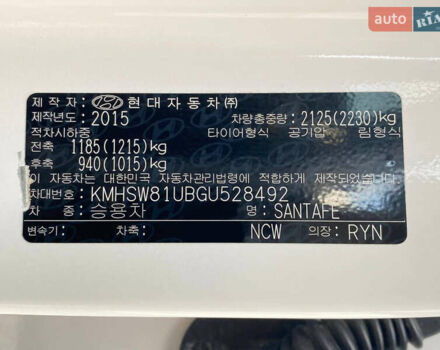 auto RIA
제작자: 현대자동차㈜
제작년도: 2015 차량총중량: 2125(2230)kg
적차시하중 타이어형식 공기압 림형식
전축 1185(1215)kg
후축 940(1015)kg
이 자동차는 대한민국 자동차관리법령에 적합하게 제작되었습니다.
차대번호: KMHSW81UBGU528492
차종: 승용차 명: SANTAFE
변속기: 차축: NCW 의장: RYN